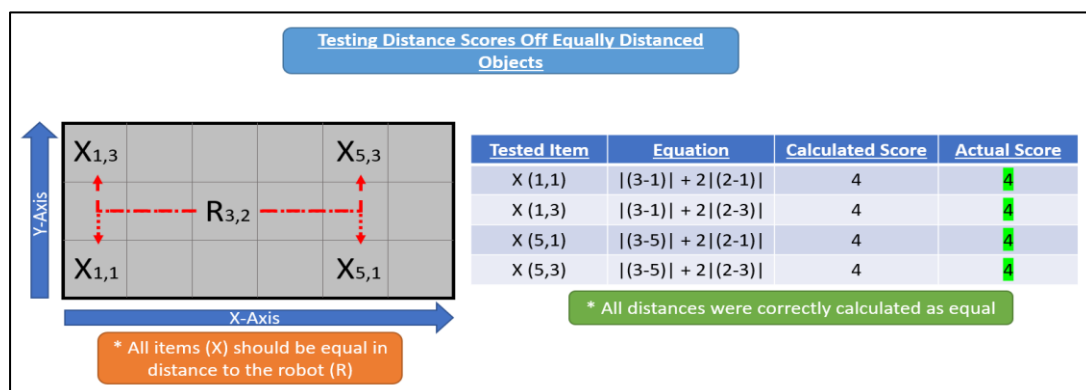 Testing Distance Scores Off Equally Distanced
Objects
Y-Axis
X1,3
X5,3
R3,2
X1,1
X5,1
X-Axis
* All items (X) should be equal in
distance to the robot (R)
Tested Item Equation Calculated Score Actual Score
X (1,1) |(3-1)| + 2|(2-1)| 4 4
X (1,3) |(3-1)| + 2|(2-3)| 4 4
X (5,1) |(3-5)| + 2|(2-1)| 4 4
X (5,3) |(3-5)| + 2|(2-3)| 4 4
* All distances were correctly calculated as equal